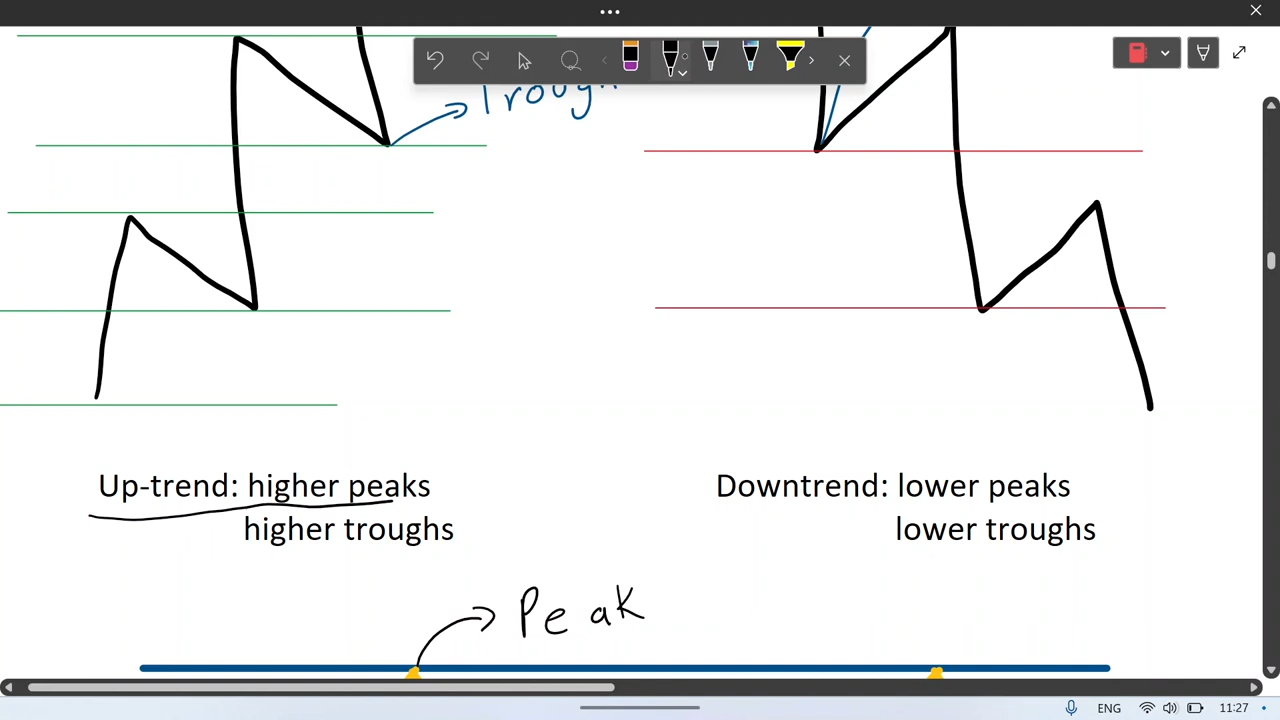 Trough
Up-trend: higher peaks
higher troughs
Downtrend: lower peaks
lower troughs
Peak
ENG
11:27